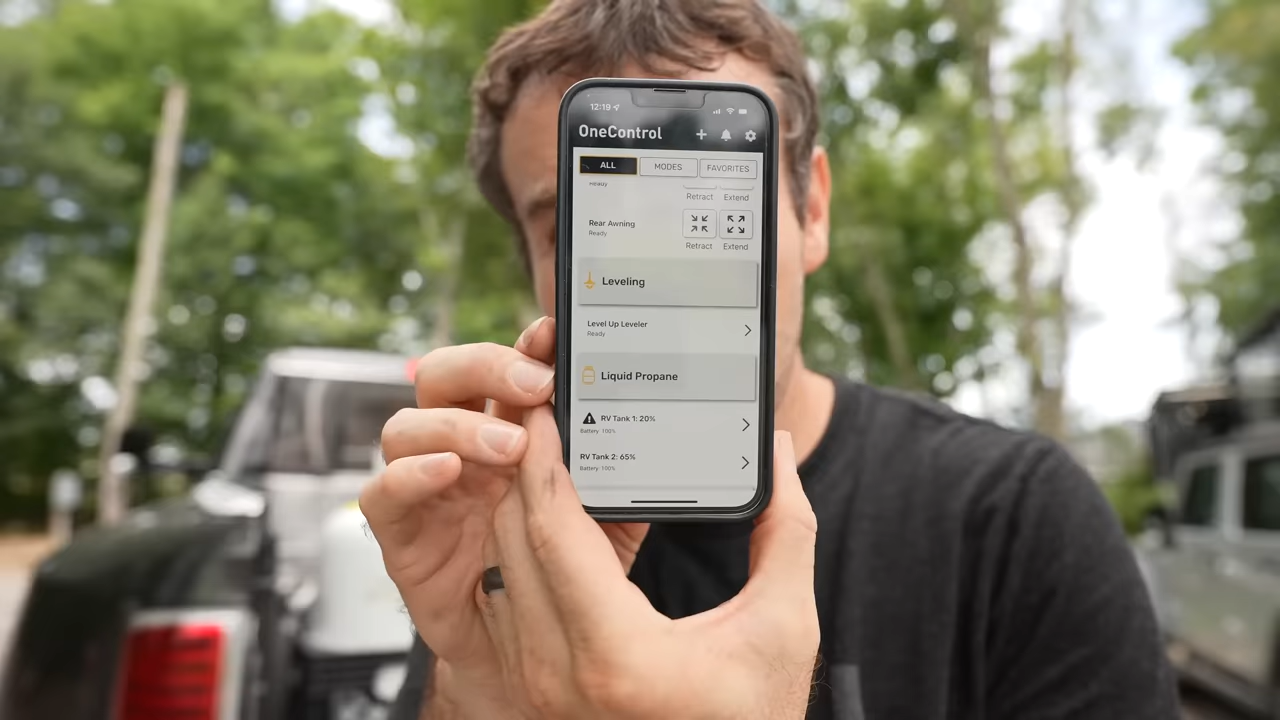 12:19
OneControl
ALL MODES FAVORITES
Ready
Retract Extend
Rear Awning
Ready
Retract Extend
Leveling
Level Up Leveler
Ready
Liquid Propane
RV Tank 1: 20%
Battery: 100%
RV Tank 2: 65%
Battery: 100%